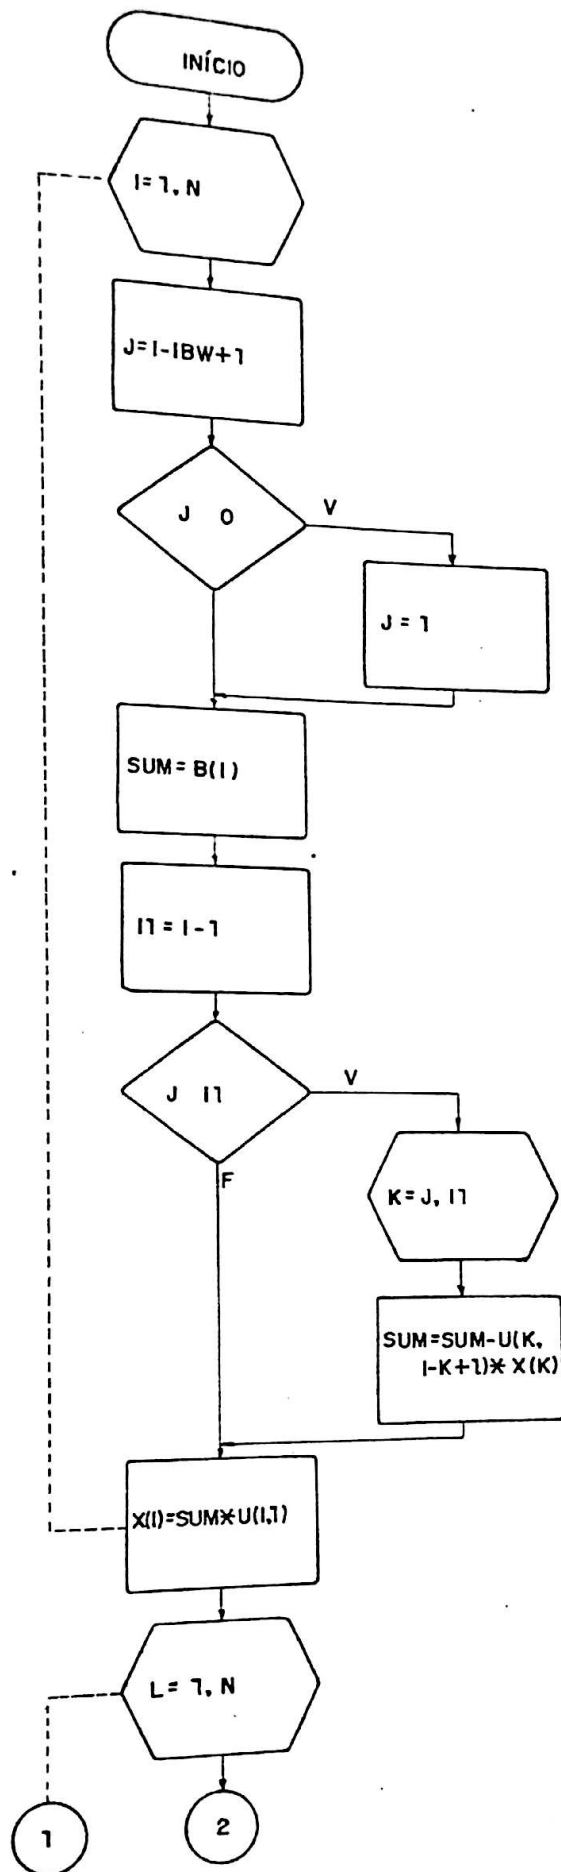 INÍCIO
I=1, N
J=I-IBW+1
J 0
V
J = 1
SUM= B(I)
I1 = I-1
J I1
V
F
K=J, I1
SUM=SUM-U(K,
I-K+1)* X(K)
X(I)=SUM*U(I,1)
L= 1, N
1
2